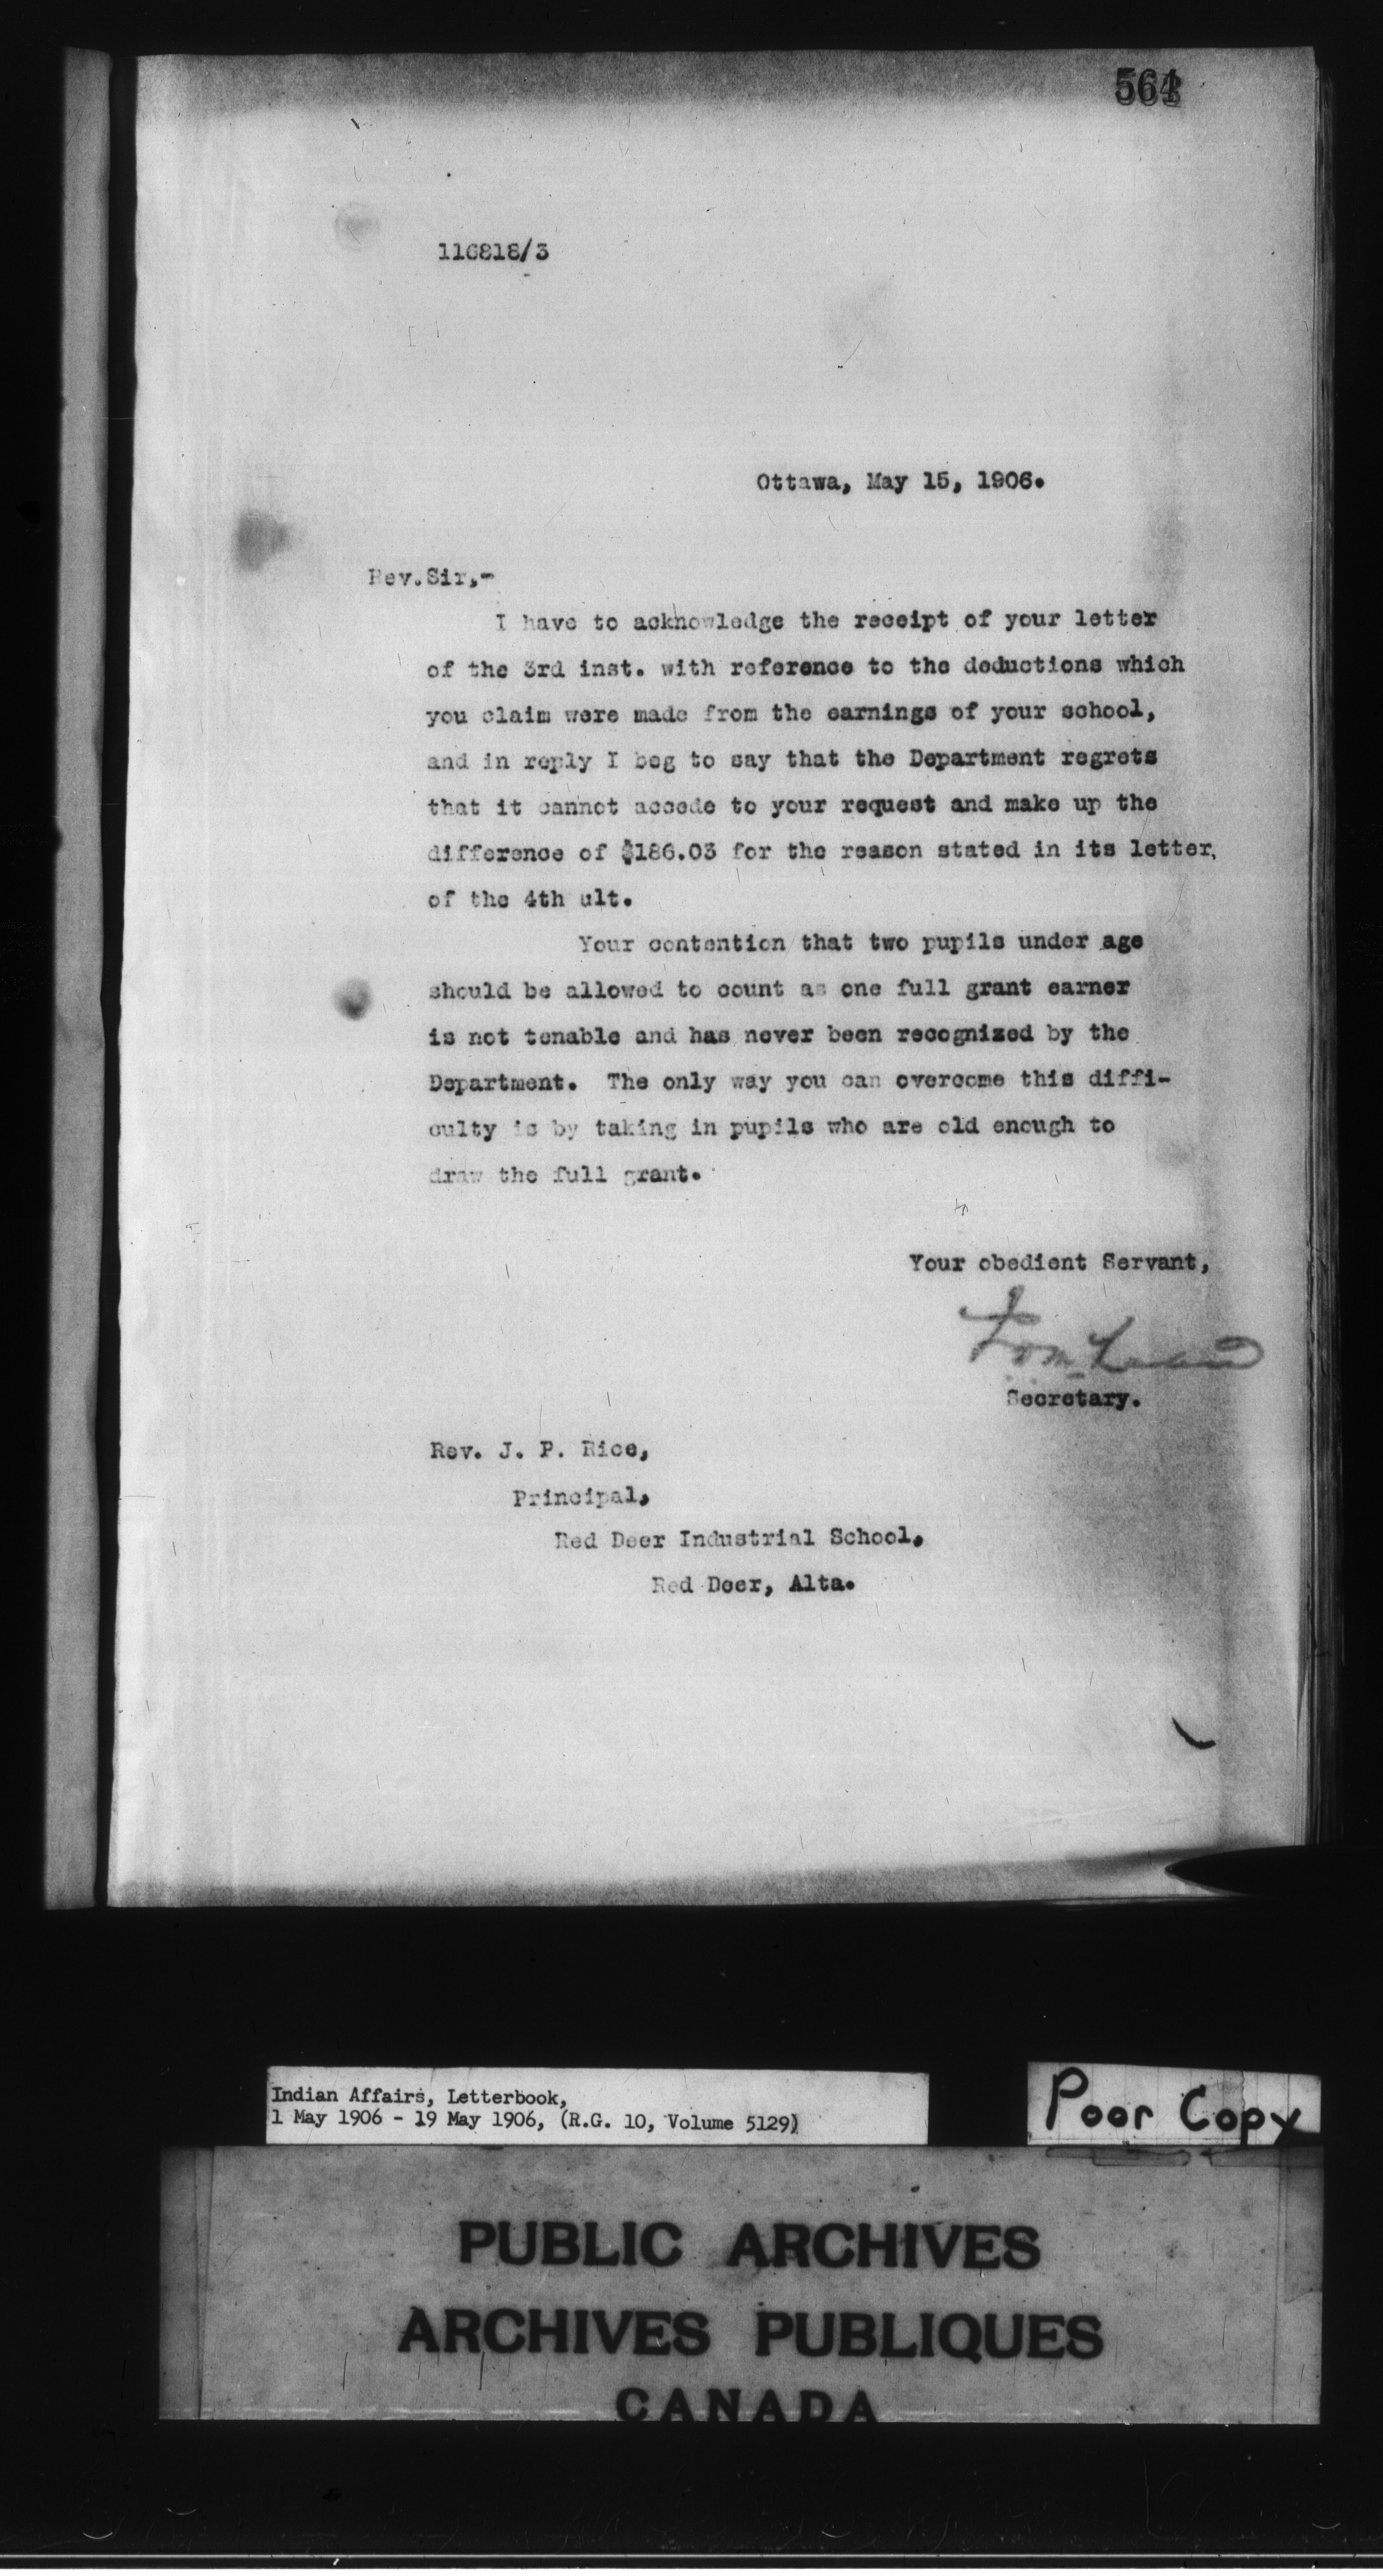 116818/3
Ottawa, May 15, 1906.
Rev. Sir,-
I have to acknowledge the receipt of your letter
of the 3rd inst. with reference to the deductions which
you claim were made from the earnings of your school,
and in reply I beg to say that the Department regrets
that it cannot accede to your request and make up the
difference of $186.03 for the reason stated in its letter,
of the 4th ult.
Your contention that two pupils under age
should be allowed to count as one full grant earner
is not tenable and has never been recognized by the
Department. The only way you can overcome this diffi-
culty is by taking in pupils who are old enough to
draw the full grant.
Your obedient Servant,
Secretary.
Rev. J. P. Rice,
Principal,
Red Deer Industrial School.
Red Deer, Alta.
Indian Affairs, Letterbook,
1 May 1906 - 19 May 1906, (R.G. 10, Volume 5129)
Poor Copy
PUBLIC ARCHIVES
ARCHIVES PUBLIQUES
CANADA